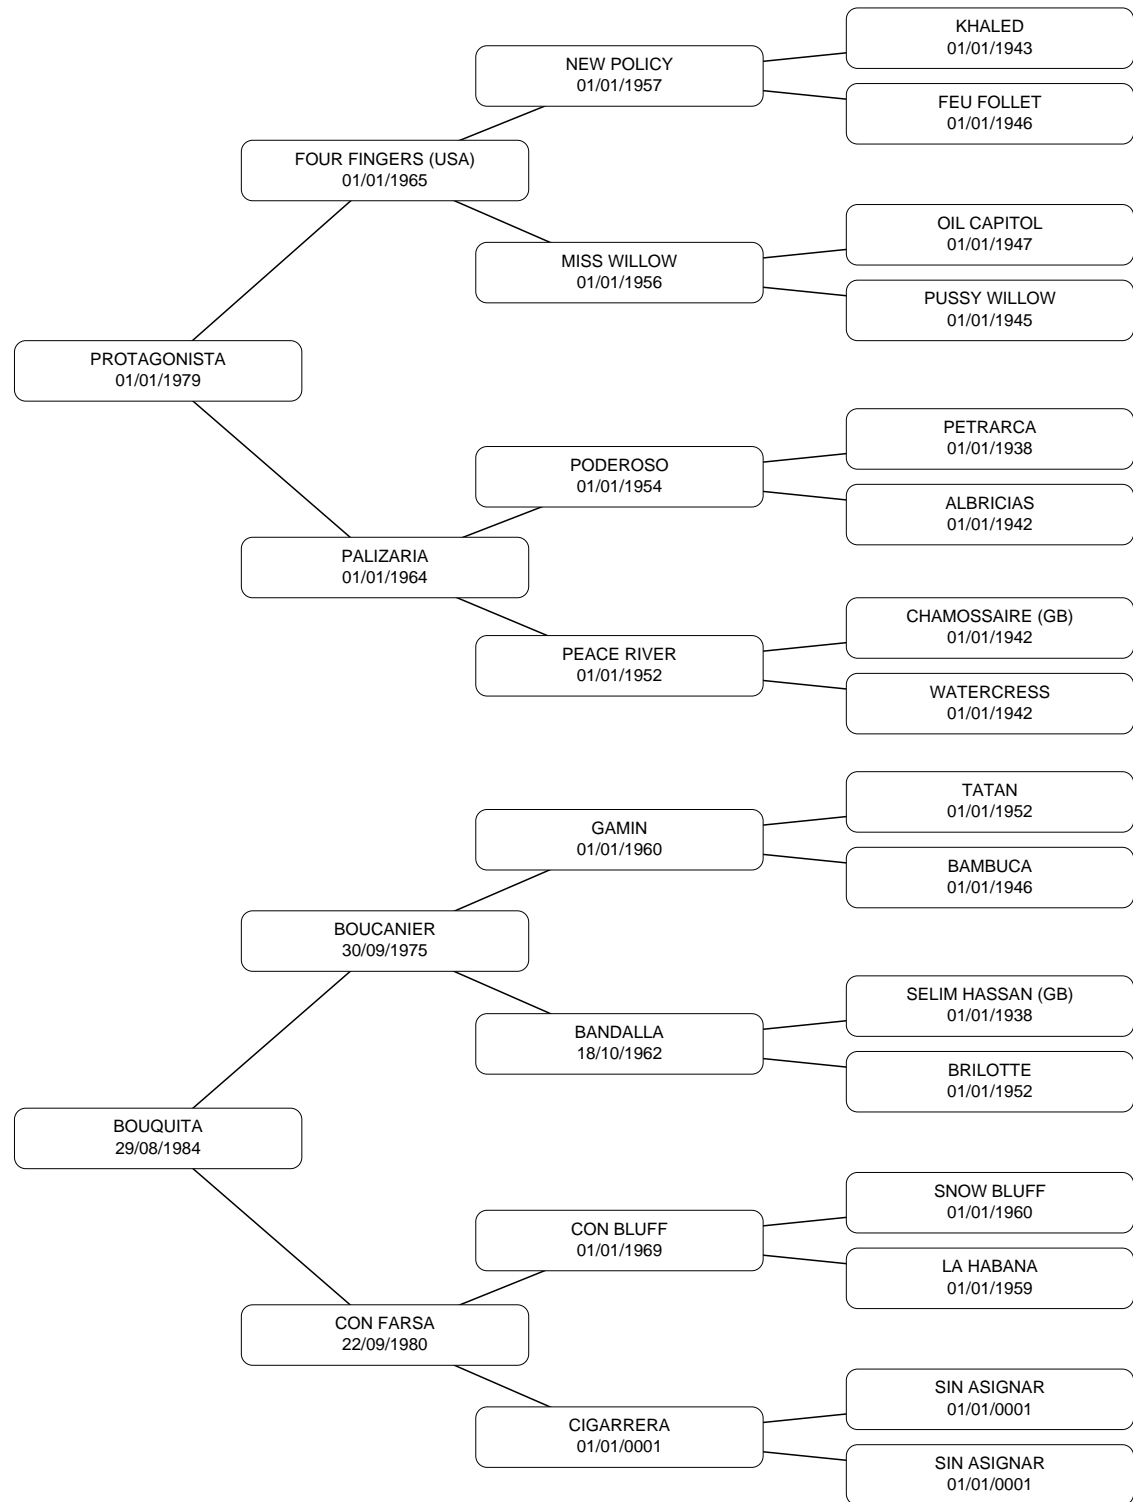 KHALED
01/01/1943
NEW POLICY
01/01/1957
FEU FOLLET
01/01/1946
FOUR FINGERS (USA)
01/01/1965
OIL CAPITOL
01/01/1947
MISS WILLOW
01/01/1956
PUSSY WILLOW
01/01/1945
PROTAGONISTA
01/01/1979
PETRARCA
01/01/1938
PODEROSO
01/01/1954
ALBRICIAS
01/01/1942
PALIZARIA
01/01/1964
CHAMOSSAIRE (GB)
01/01/1942
PEACE RIVER
01/01/1952
WATERCRESS
01/01/1942
TATAN
01/01/1952
GAMIN
01/01/1960
BAMBUCA
01/01/1946
BOUCANIER
30/09/1975
SELIM HASSAN (GB)
01/01/1938
BANDALLA
18/10/1962
BRILOTTE
01/01/1952
BOUQUITA
29/08/1984
SNOW BLUFF
01/01/1960
CON BLUFF
01/01/1969
LA HABANA
01/01/1959
CON FARSA
22/09/1980
SIN ASIGNAR
01/01/0001
CIGARRERA
01/01/0001
SIN ASIGNAR
01/01/0001